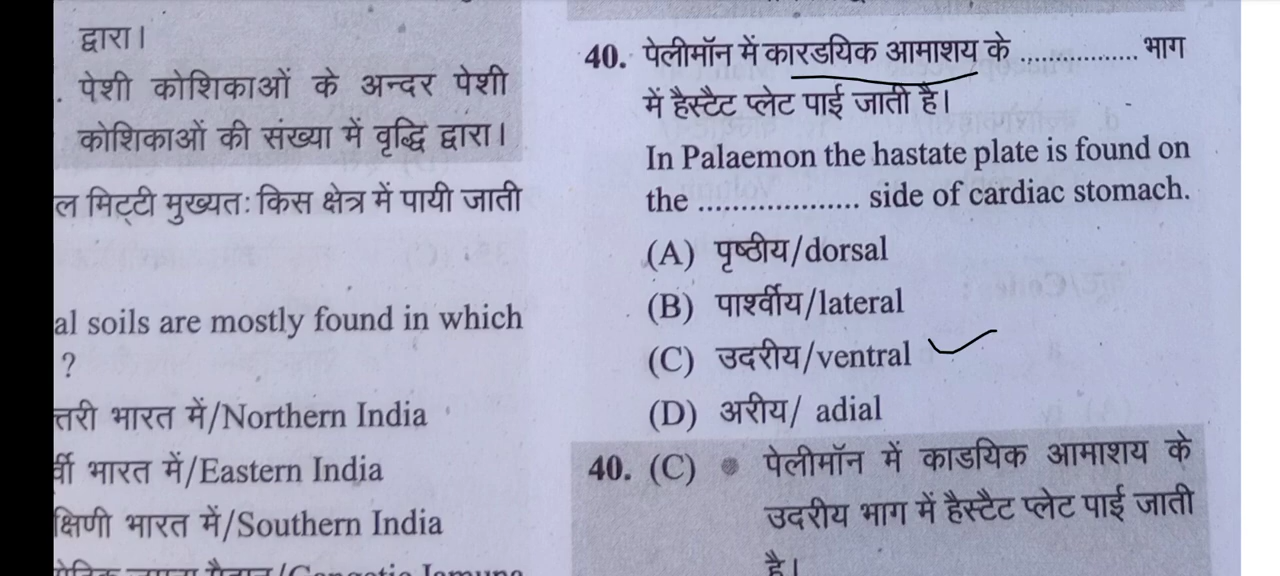 द्वारा।
. पेशी कोशिकाओं के अन्दर पेशी
कोशिकाओं की संख्या में वृद्धि द्वारा।
ल मिट्टी मुख्यतः किस क्षेत्र में पायी जाती
al soils are mostly found in which
?
त्तरी भारत में/Northern India
र्वी भारत में/Eastern India
क्षिणी भारत में/Southern India
40. पेलीमॉन में कारडयिक आमाशय के ................. भाग
में हैस्टैट प्लेट पाई जाती है।
In Palaemon the hastate plate is found on
the ................... side of cardiac stomach.
(A) पृष्ठीय/dorsal
(B) पार्श्वीय/lateral
(C) उदरीय/ventral
(D) अरीय/ adial
40. (C) • पेलीमॉन में काडयिक आमाशय के
उदरीय भाग में हैस्टैट प्लेट पाई जाती
है।